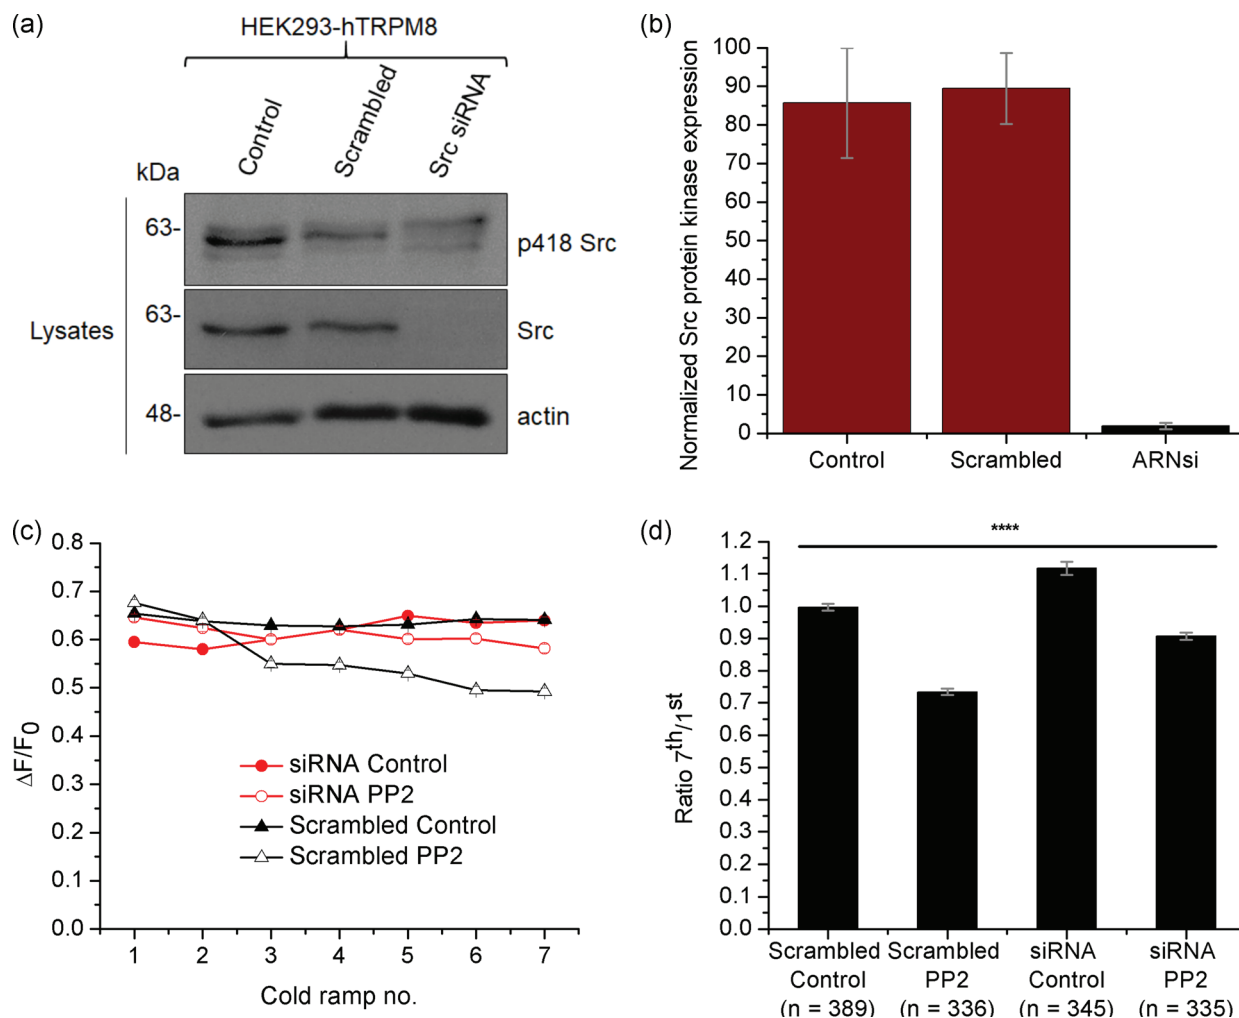 (a)
HEK293-hTRPM8
Control
Scrambled
Src siRNA
kDa
63-
p418 Src
63-
Src
Lysates
48-
actin
(b)
Normalized Src protein kinase expression
100
90
80
70
60
50
40
30
20
10
0
Control
Scrambled
ARNsi
(c)
ΔF/F0
0.8
0.7
0.6
0.5
0.4
0.3
0.2
0.1
0.0
siRNA Control
siRNA PP2
Scrambled Control
Scrambled PP2
1 2 3 4 5 6 7
Cold ramp no.
(d)
****
Ratio 7th/1st
1.2
1.1
1.0
0.9
0.8
0.7
0.6
0.5
0.4
0.3
0.2
0.1
0.0
Scrambled
Control
(n = 389)
Scrambled
PP2
(n = 336)
siRNA
Control
(n = 345)
siRNA
PP2
(n = 335)